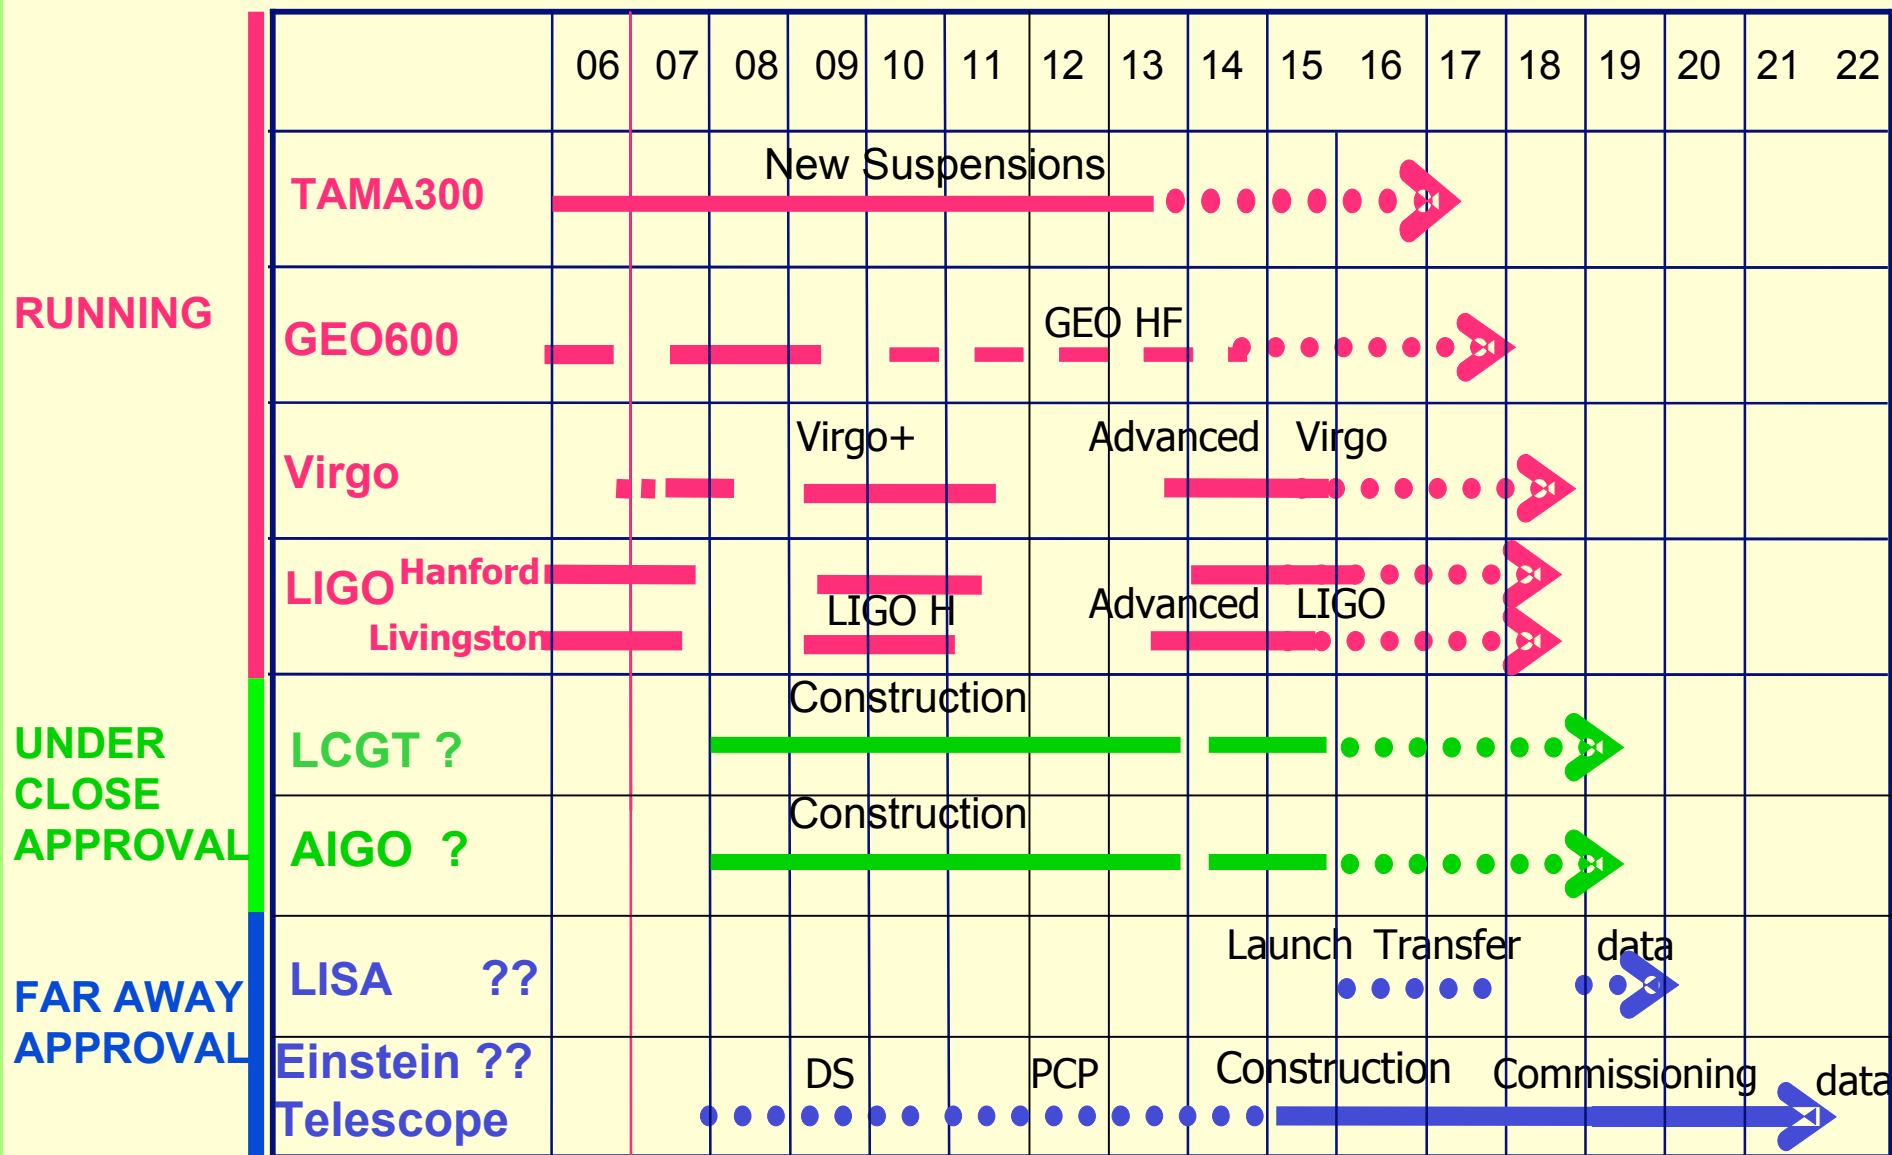 06 07 08 09 10 11 12 13 14 15 16 17 18 19 20 21 22
RUNNING
New Suspensions
TAMA300
GEO HF
GEO600
Virgo+ Advanced Virgo
Virgo
LIGO Hanford
LIGO H Advanced LIGO
Livingston
UNDER
CLOSE
APPROVAL
Construction
LCGT ?
Construction
AIGO ?
FAR AWAY
APPROVAL
Launch Transfer data
LISA ??
Einstein ??
Telescope
DS PCP Construction Commissioning data